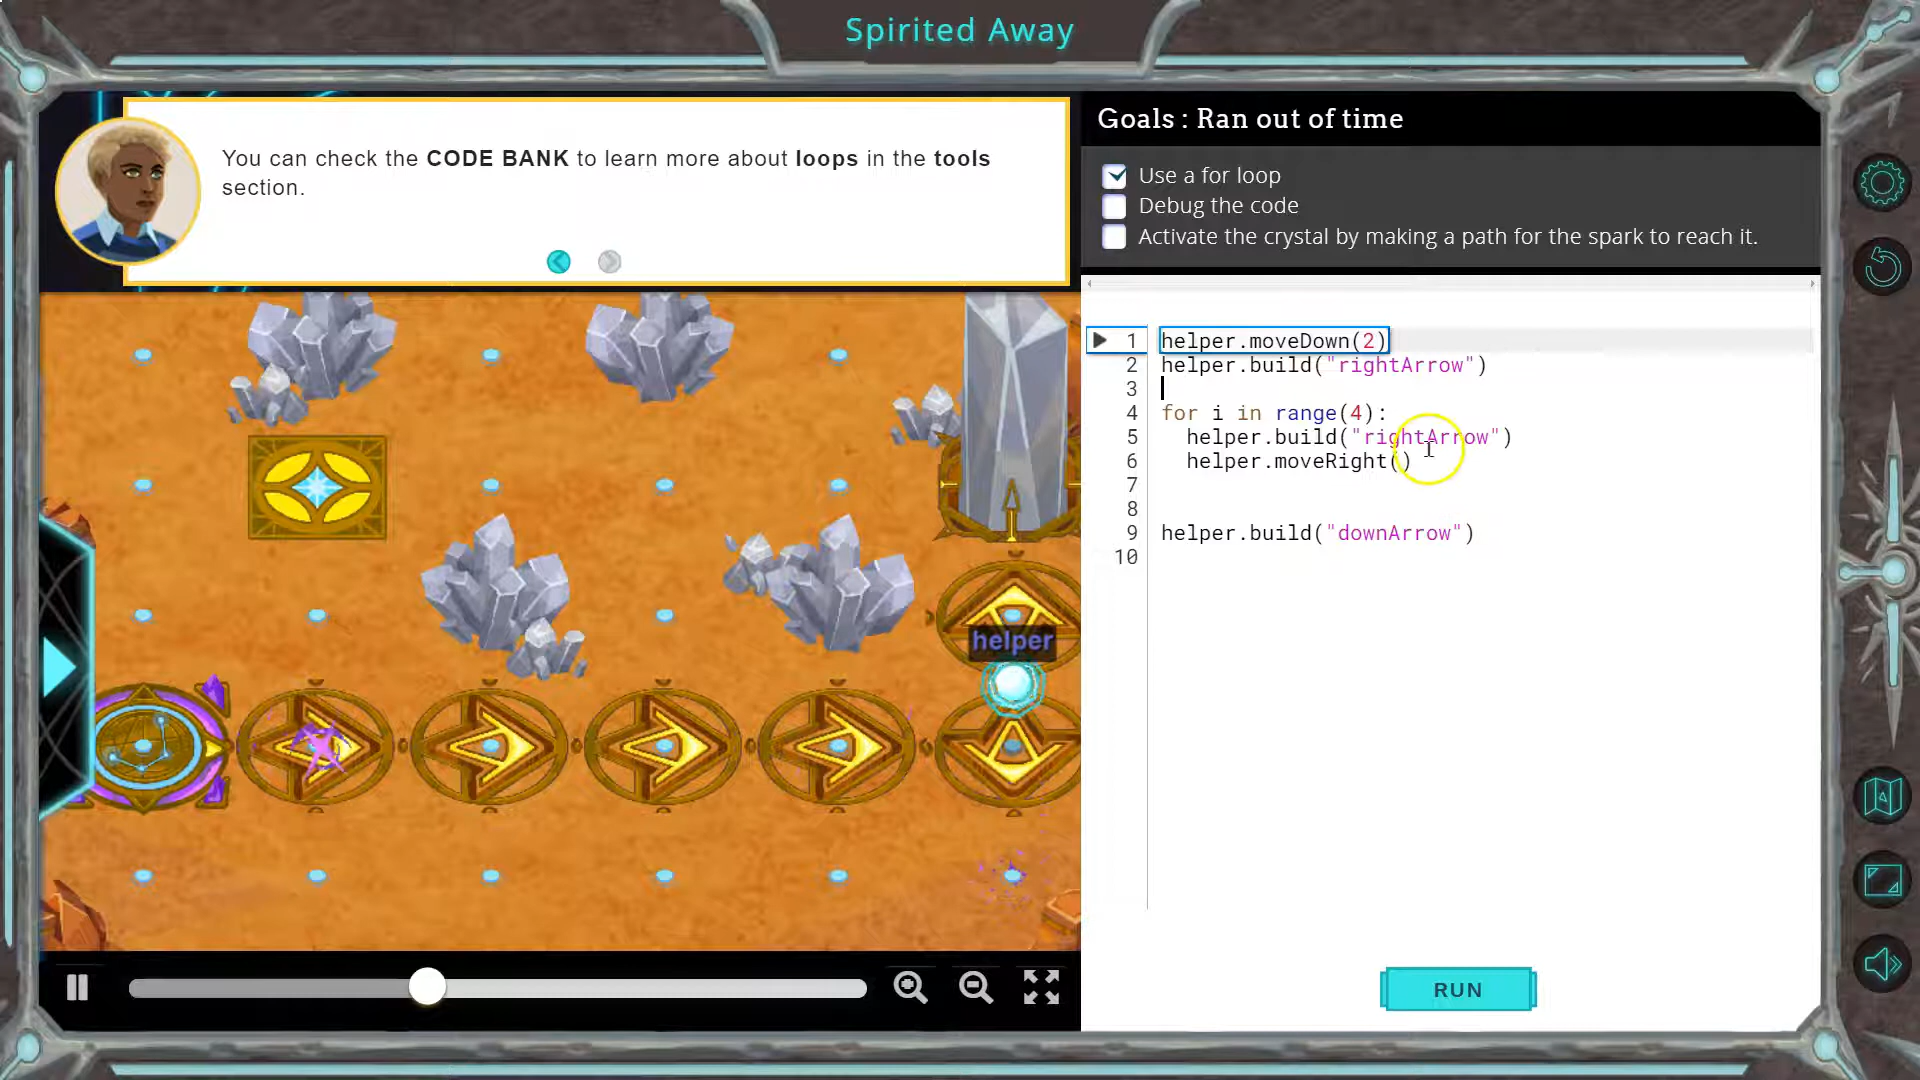 Spirited Away
You can check the CODE BANK to learn more about loops in the tools
section.
Goals : Ran out of time
Use a for loop
Debug the code
Activate the crystal by making a path for the spark to reach it.
1 helper.moveDown(2)
2 helper.build("rightArrow")
3
4 for i in range(4):
5 helper.build("rightArrow")
6 helper.moveRight()
7
8
9 helper.build("downArrow")
10
helper
RUN